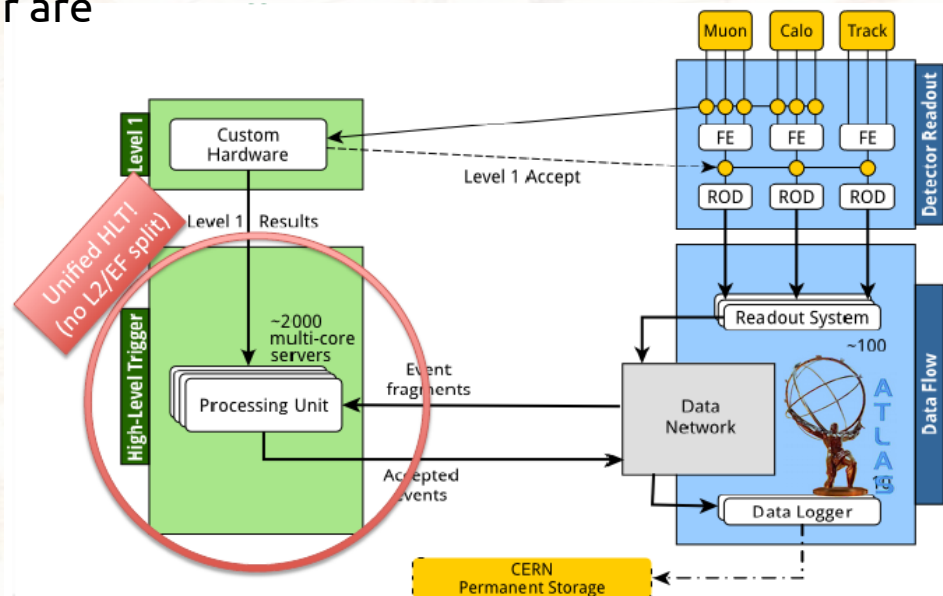 r are
Muon
Calo
Track
Detector Readout
FE
FE
FE
ROD
ROD
ROD
Level 1
Custom
Hardware
Level 1 Accept
Level 1 Results
Unified HLT!
(no L2/EF split)
High-Level Trigger
~2000
multi-core
servers
Processing Unit
Event
fragments
Accepted
events
Data
Network
Readout System
~100
ATLAS
Data Flow
Data Logger
CERN
Permanent Storage